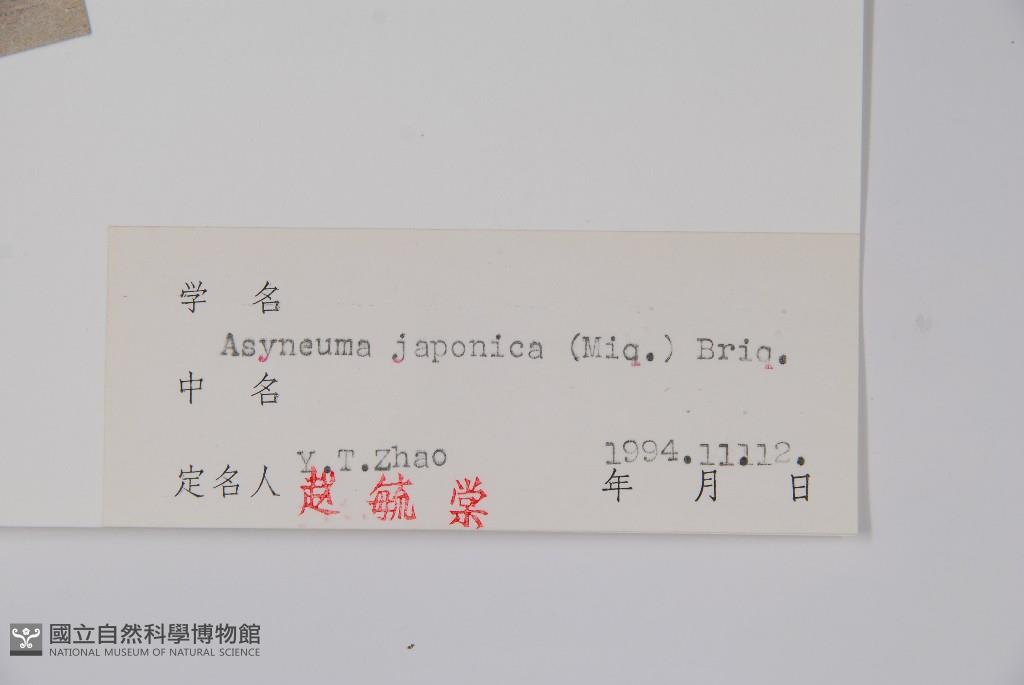 学 名
Asyneuma japonica (Miq.) Briq.
中 名
Y.T.Zhao 1994.11.12.
定名人 赵 毓 棠 年 月 日
國立自然科學博物館
NATIONAL MUSEUM OF NATURAL SCIENCE